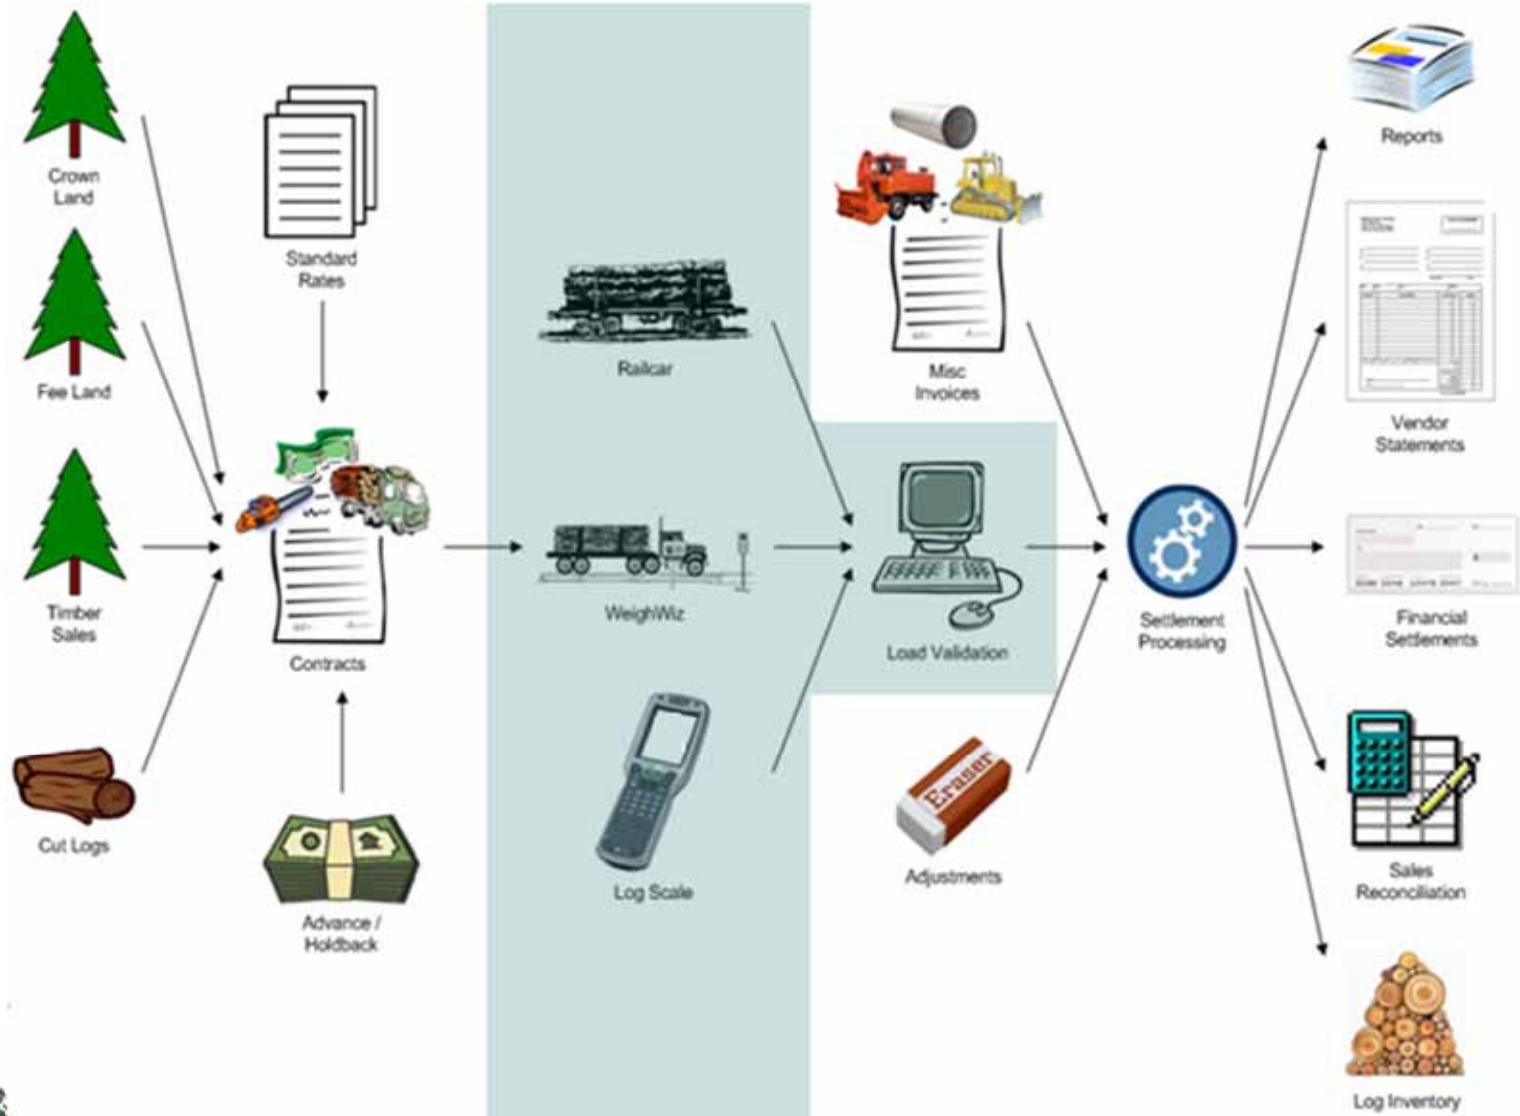 Crown
Land
Fee Land
Timber
Sales
Cut Logs
Standard
Rates
Contracts
Advance /
Holdback
Railcar
WeighWiz
Log Scale
Misc
Invoices
Load Validation
Eraser
Adjustments
Settlement
Processing
Reports
Vendor
Statements
Financial
Settlements
Sales
Reconciliation
Log Inventory